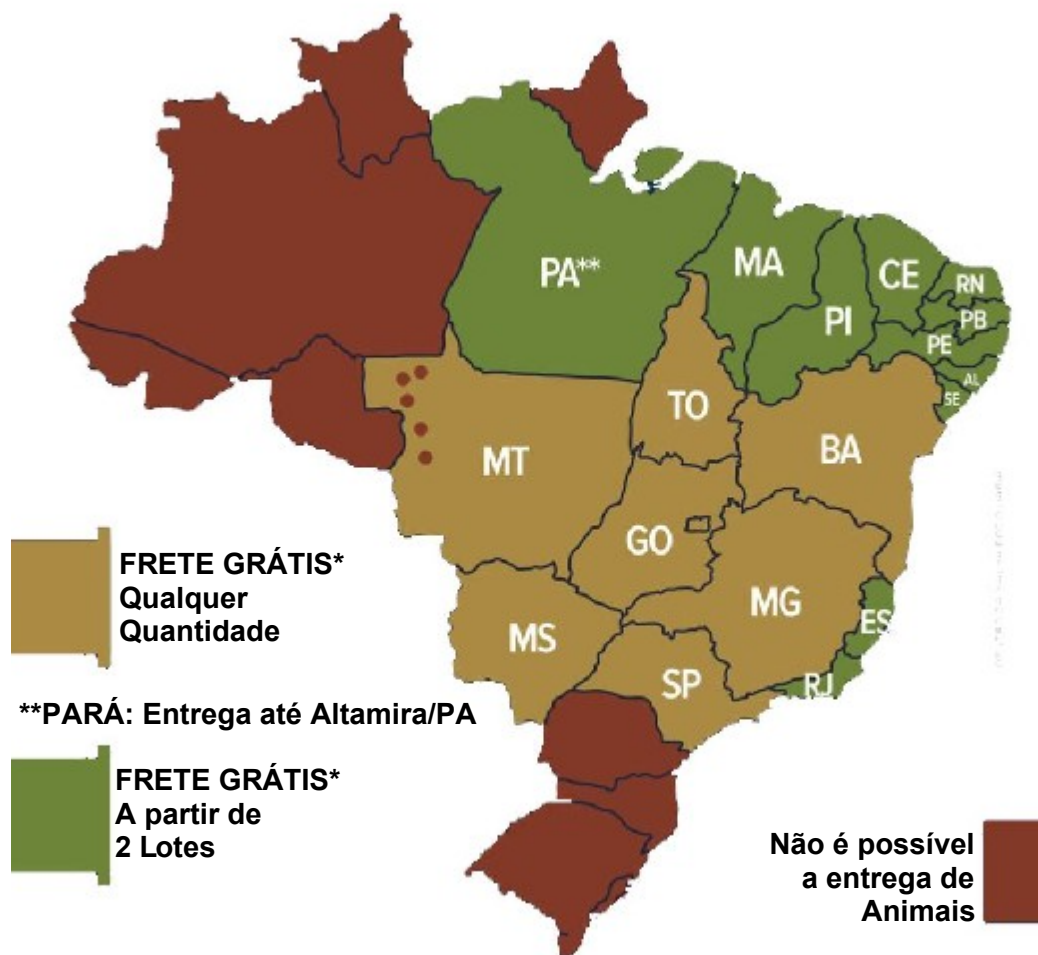 PA**
MA
CE
RN
PB
PI
PE
AL
SE
TO
BA
MT
GO
MG
ES
MS
SP
RJ
FRETE GRÁTIS*
Qualquer
Quantidade
**PARÁ: Entrega até Altamira/PA
FRETE GRÁTIS*
A partir de
2 Lotes
Não é possível
a entrega de
Animais